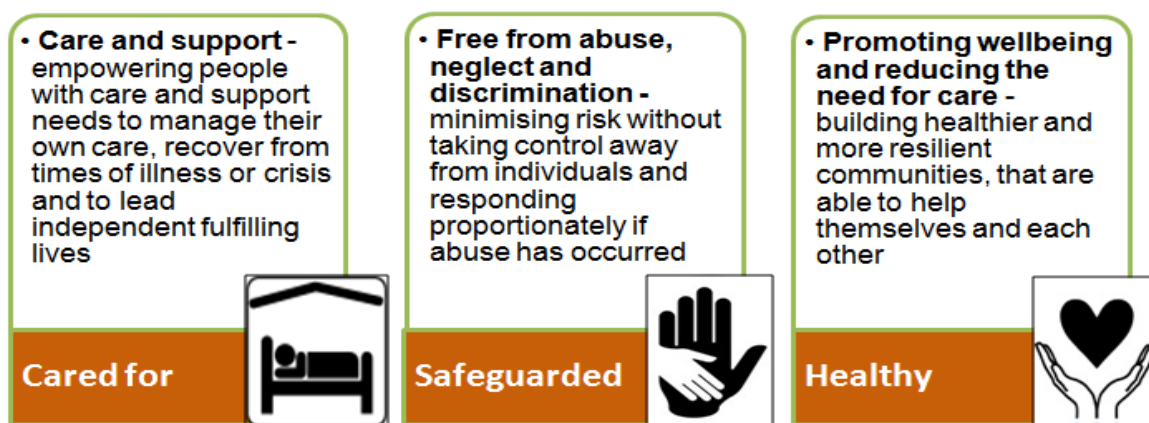 • Care and support -
empowering people
with care and support
needs to manage their
own care, recover from
times of illness or crisis
and to lead
independent fulfilling
lives
Cared for
• Free from abuse,
neglect and
discrimination -
minimising risk without
taking control away
from individuals and
responding
proportionately if
abuse has occurred
Safeguarded
• Promoting wellbeing
and reducing the
need for care -
building healthier and
more resilient
communities, that are
able to help
themselves and each
other
Healthy